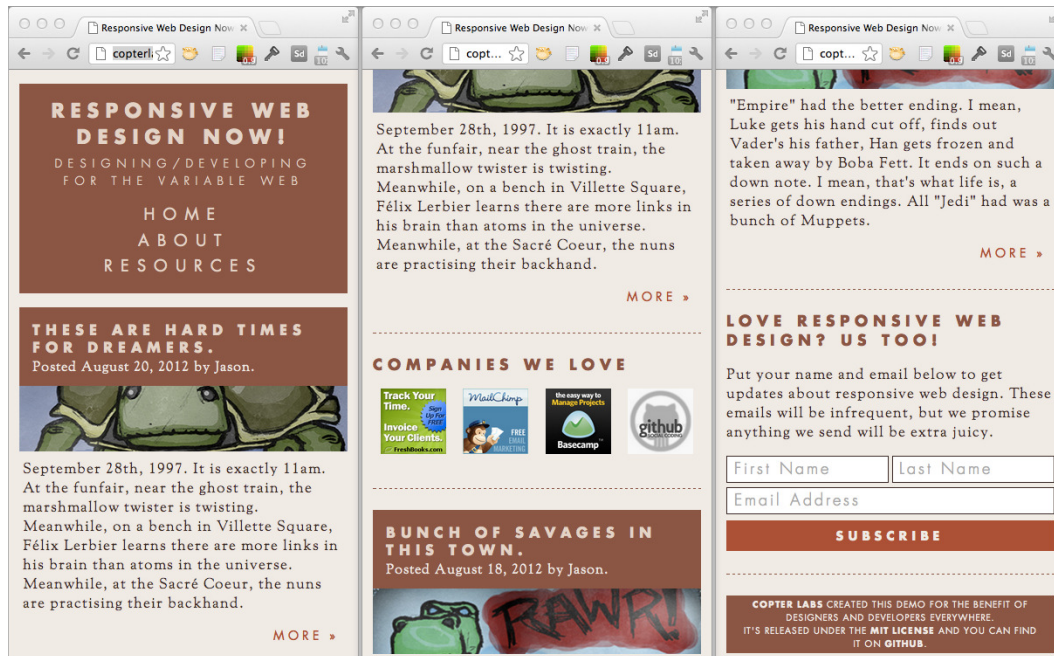 Responsive Web Design Now
copterl
RESPONSIVE WEB
DESIGN NOW!
DESIGNING/DEVELOPING
FOR THE VARIABLE WEB
HOME
ABOUT
RESOURCES
THESE ARE HARD TIMES
FOR DREAMERS.
Posted August 20, 2012 by Jason.
September 28th, 1997. It is exactly 11am.
At the funfair, near the ghost train, the
marshmallow twister is twisting.
Meanwhile, on a bench in Villette Square,
Félix Lerbier learns there are more links in
his brain than atoms in the universe.
Meanwhile, at the Sacré Coeur, the nuns
are practising their backhand.
MORE »
Responsive Web Design Now
copt...
September 28th, 1997. It is exactly 11am.
At the funfair, near the ghost train, the
marshmallow twister is twisting.
Meanwhile, on a bench in Villette Square,
Félix Lerbier learns there are more links in
his brain than atoms in the universe.
Meanwhile, at the Sacré Coeur, the nuns
are practising their backhand.
MORE »
COMPANIES WE LOVE
Track Your
Time.
Sign
Up For
FREE
Invoice
Your Clients.
FreshBooks.com
MailChimp
FREE
EMAIL
MARKETING
the easy way to
Manage Projects
Basecamp
github
SOCIAL CODING
BUNCH OF SAVAGES IN
THIS TOWN.
Posted August 18, 2012 by Jason.
RAWR!
Responsive Web Design Now
copt...
"Empire" had the better ending. I mean,
Luke gets his hand cut off, finds out
Vader's his father, Han gets frozen and
taken away by Boba Fett. It ends on such a
down note. I mean, that's what life is, a
series of down endings. All "Jedi" had was a
bunch of Muppets.
MORE »
LOVE RESPONSIVE WEB
DESIGN? US TOO!
Put your name and email below to get
updates about responsive web design. These
emails will be infrequent, but we promise
anything we send will be extra juicy.
First Name
Last Name
Email Address
SUBSCRIBE
COPTER LABS CREATED THIS DEMO FOR THE BENEFIT OF
DESIGNERS AND DEVELOPERS EVERYWHERE.
IT'S RELEASED UNDER THE MIT LICENSE AND YOU CAN FIND
IT ON GITHUB.